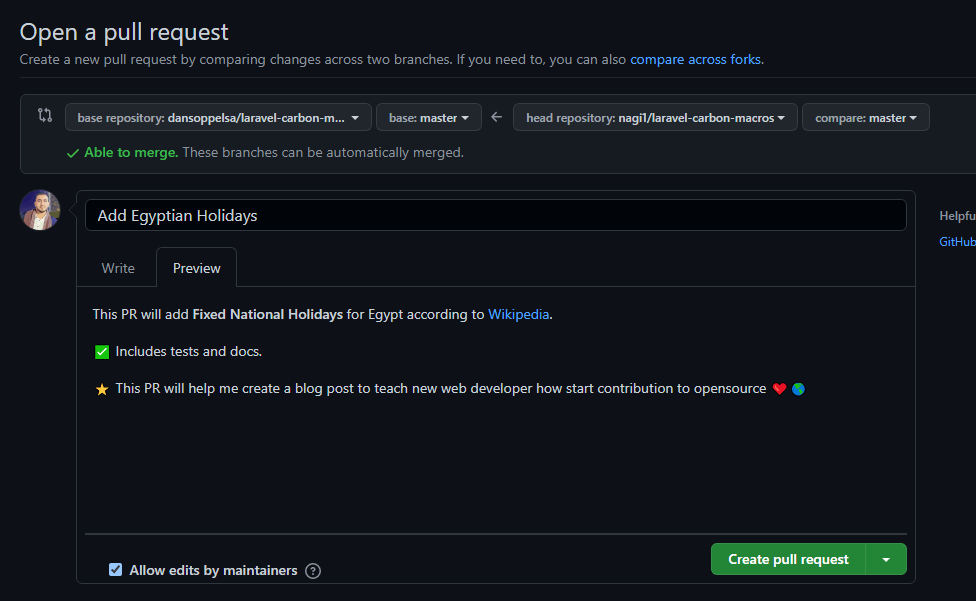 Open a pull request
Create a new pull request by comparing changes across two branches. If you need to, you can also compare across forks.
base repository: dansoppelsa/laravel-carbon-m... base: master head repository: nagi1/laravel-carbon-macros compare: master
Able to merge. These branches can be automatically merged.
Add Egyptian Holidays
Helpfu
GitHub
Write Preview
This PR will add Fixed National Holidays for Egypt according to Wikipedia.
✅ Includes tests and docs.
⭐ This PR will help me create a blog post to teach new web developer how start contribution to opensource ❤️ 🌎
Create pull request
Allow edits by maintainers ?